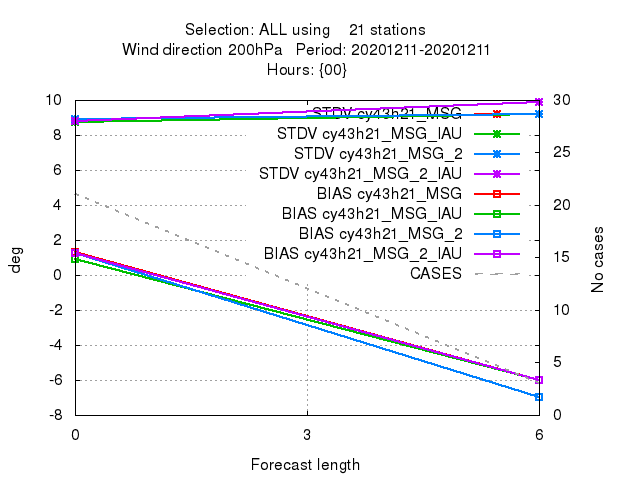 Selection: ALL using 21 stations
Wind direction 200hPa Period: 20201211-20201211
Hours: {00}
10
8
6
4
2
0
-2
-4
-6
-8
deg
30
25
20
15
10
5
0
No cases
STDV cy43h21_MSG
STDV cy43h21_MSG_IAU
STDV cy43h21_MSG_2
STDV cy43h21_MSG_2_IAU
BIAS cy43h21_MSG
BIAS cy43h21_MSG_IAU
BIAS cy43h21_MSG_2
BIAS cy43h21_MSG_2_IAU
CASES
0 3 6
Forecast length